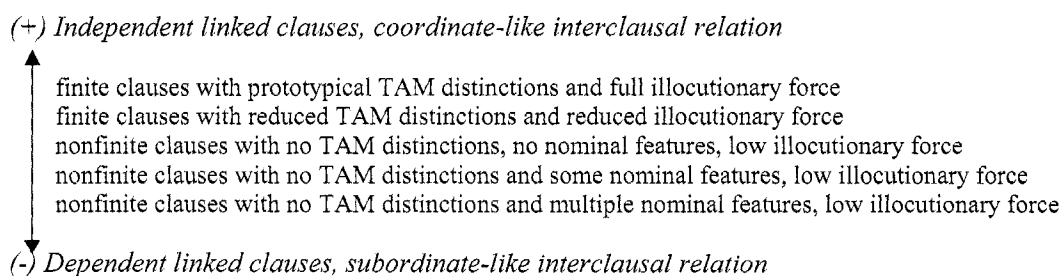 (+) Independent linked clauses, coordinate-like interclausal relation
finite clauses with prototypical TAM distinctions and full illocutionary force
finite clauses with reduced TAM distinctions and reduced illocutionary force
nonfinite clauses with no TAM distinctions, no nominal features, low illocutionary force
nonfinite clauses with no TAM distinctions and some nominal features, low illocutionary force
nonfinite clauses with no TAM distinctions and multiple nominal features, low illocutionary force
(-) Dependent linked clauses, subordinate-like interclausal relation